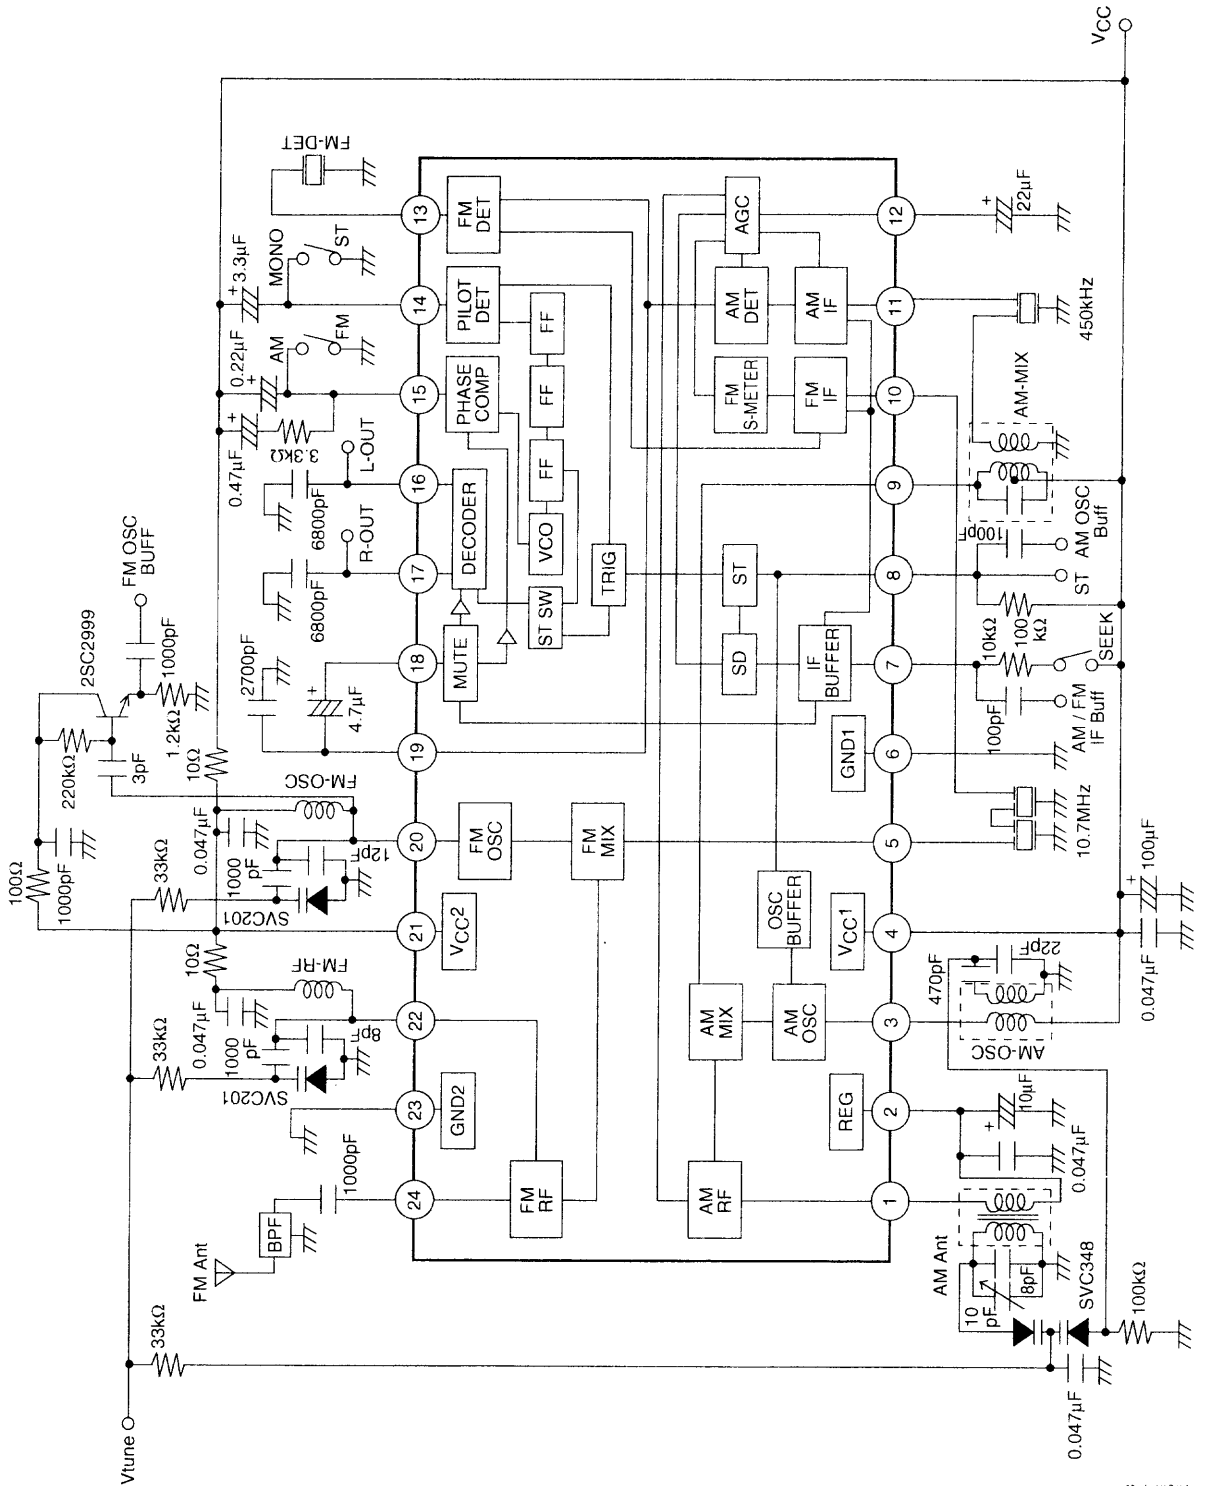 Vtune
33kΩ
FM Ant
BPF
1000pF
33kΩ
SVC201
1000
pF
0.047µF
8pF
FM-RF
10Ω
33kΩ
SVC201
1000
pF
0.047µF
12pF
FM-OSC
10Ω
100Ω
1000pF
220kΩ
3pF
2SC2999
1.2kΩ
1000pF
FM OSC
BUFF
2700pF
4.7µF
6800pF
R-OUT
6800pF
L-OUT
0.47µF
3.3kΩ
0.22µF
AM
FM
3.3µF
MONO
ST
FM-DET
VCC
24
23
22
21
20
19
18
17
16
15
14
13
FM
RF
GND2
VCC2
FM
OSC
FM
MIX
MUTE
DECODER
ST SW
VCO
FF
FF
FF
TRIG
PHASE
COMP
PILOT
DET
FM
DET
AM
RF
REG
AM
MIX
AM
OSC
OSC
BUFFER
VCC1
GND1
IF
BUFFER
SD
ST
FM
S-METER
FM
IF
AM
DET
AM
IF
AGC
1
2
3
4
5
6
7
8
9
10
11
12
0.047µF
SVC348
100kΩ
10
pF
8pF
AM Ant
0.047µF
10µF
AM-OSC
470pF
22pF
0.047µF
100µF
10.7MHz
100pF
AM / FM
IF Buff
10kΩ
SEEK
100
kΩ
ST
100pF
AM OSC
Buff
AM-MIX
450kHz
22µF